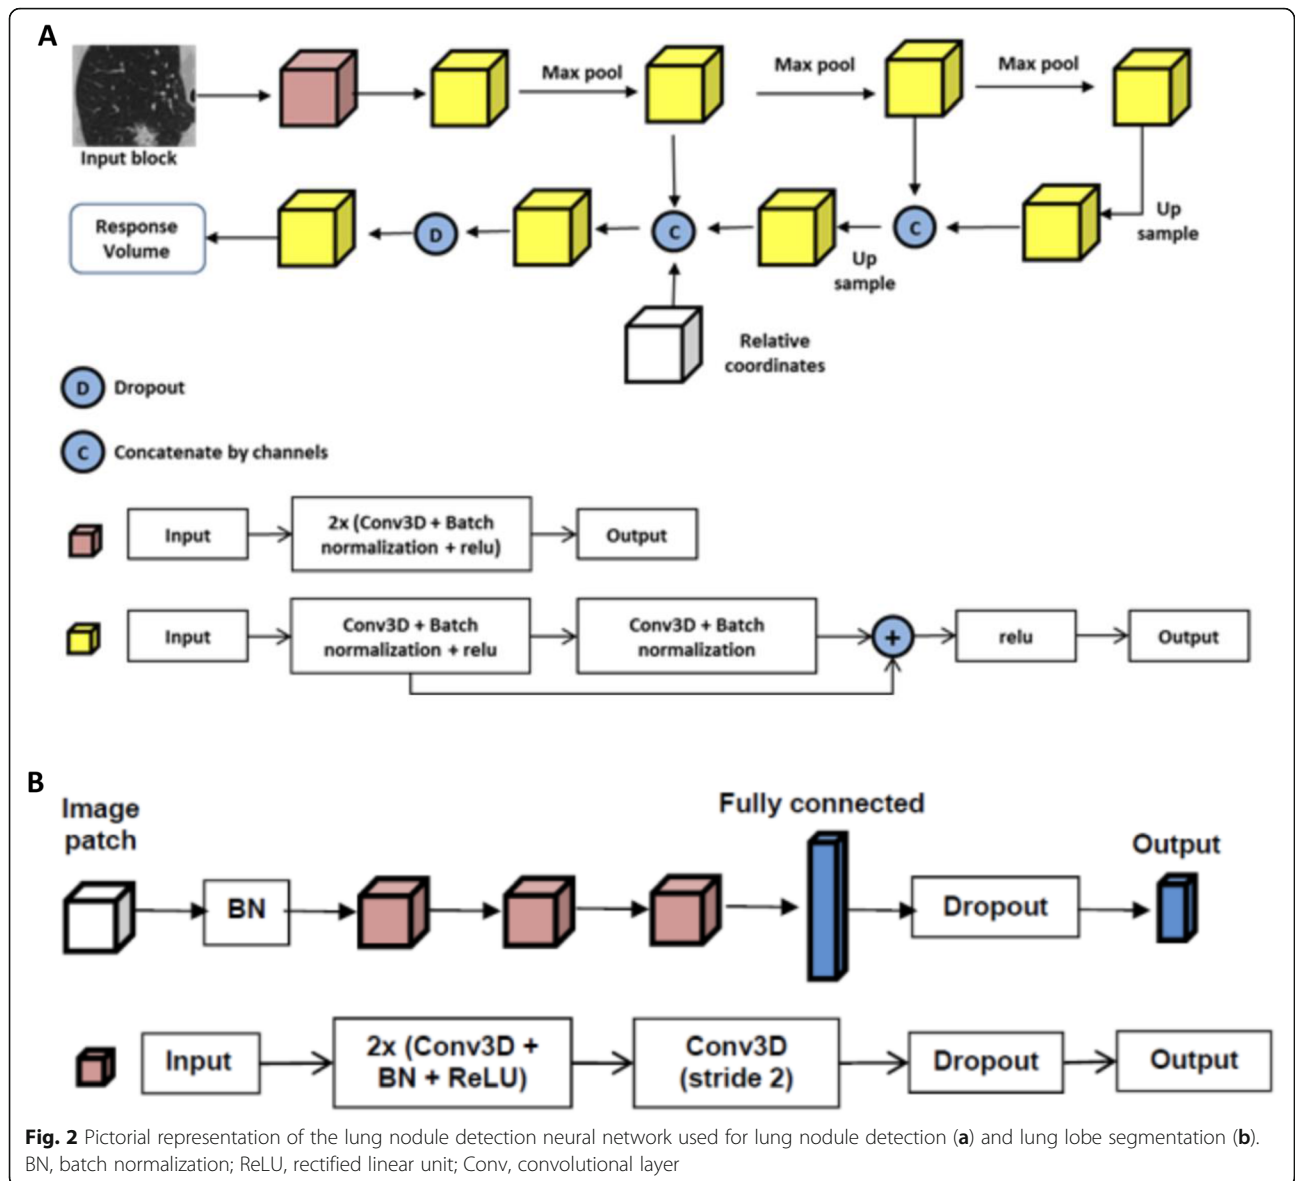 A
Input block
Max pool
Max pool
Max pool
Response
Volume
D
C
Up
sample
C
Up
sample
Relative
coordinates
D Dropout
C Concatenate by channels
Input
2x (Conv3D + Batch
normalization + relu)
Output
Input
Conv3D + Batch
normalization + relu
Conv3D + Batch
normalization
+
relu
Output
B
Image
patch
BN
Fully connected
Dropout
Output
Input
2x (Conv3D +
BN + ReLU)
Conv3D
(stride 2)
Dropout
Output
Fig. 2 Pictorial representation of the lung nodule detection neural network used for lung nodule detection (a) and lung lobe segmentation (b).
BN, batch normalization; ReLU, rectified linear unit; Conv, convolutional layer